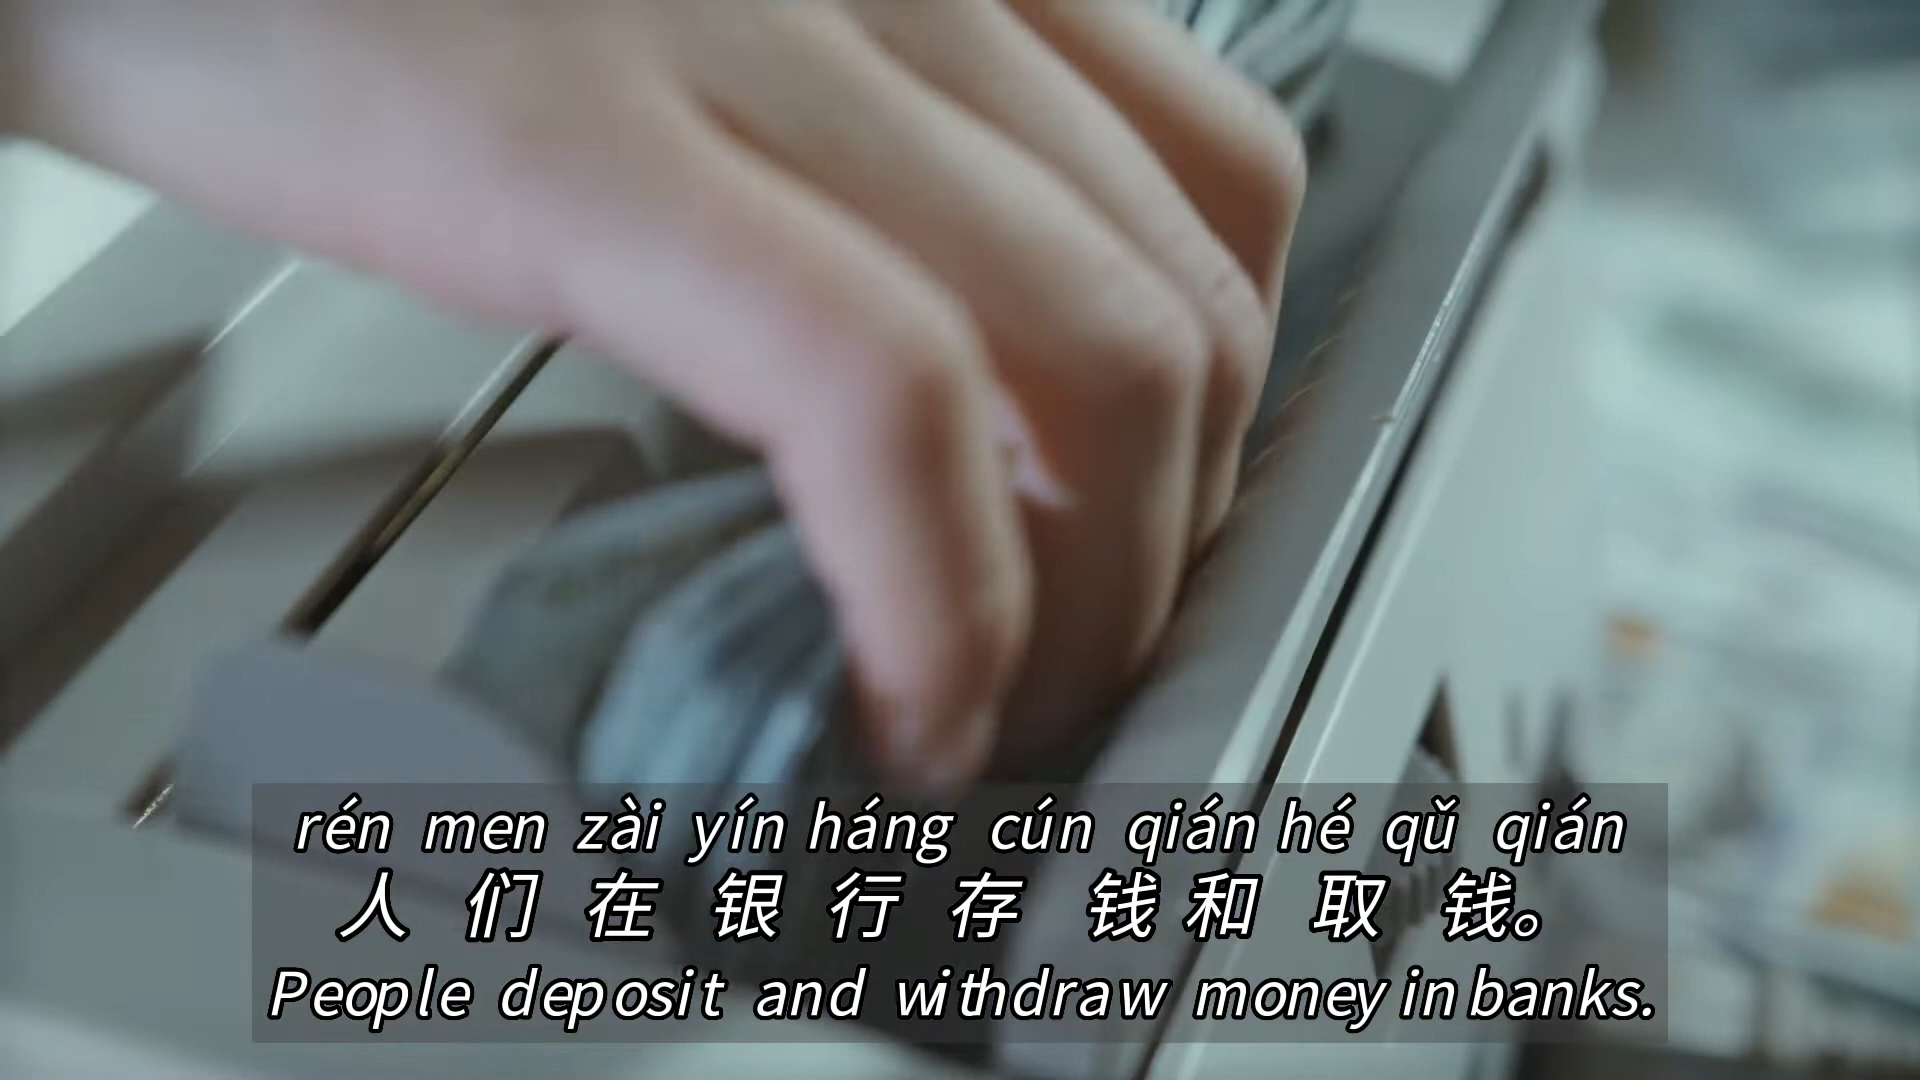 rén men zài yín háng cún qián hé qǔ qián
人们在银行存钱和取钱。
People deposit and withdraw money in banks.